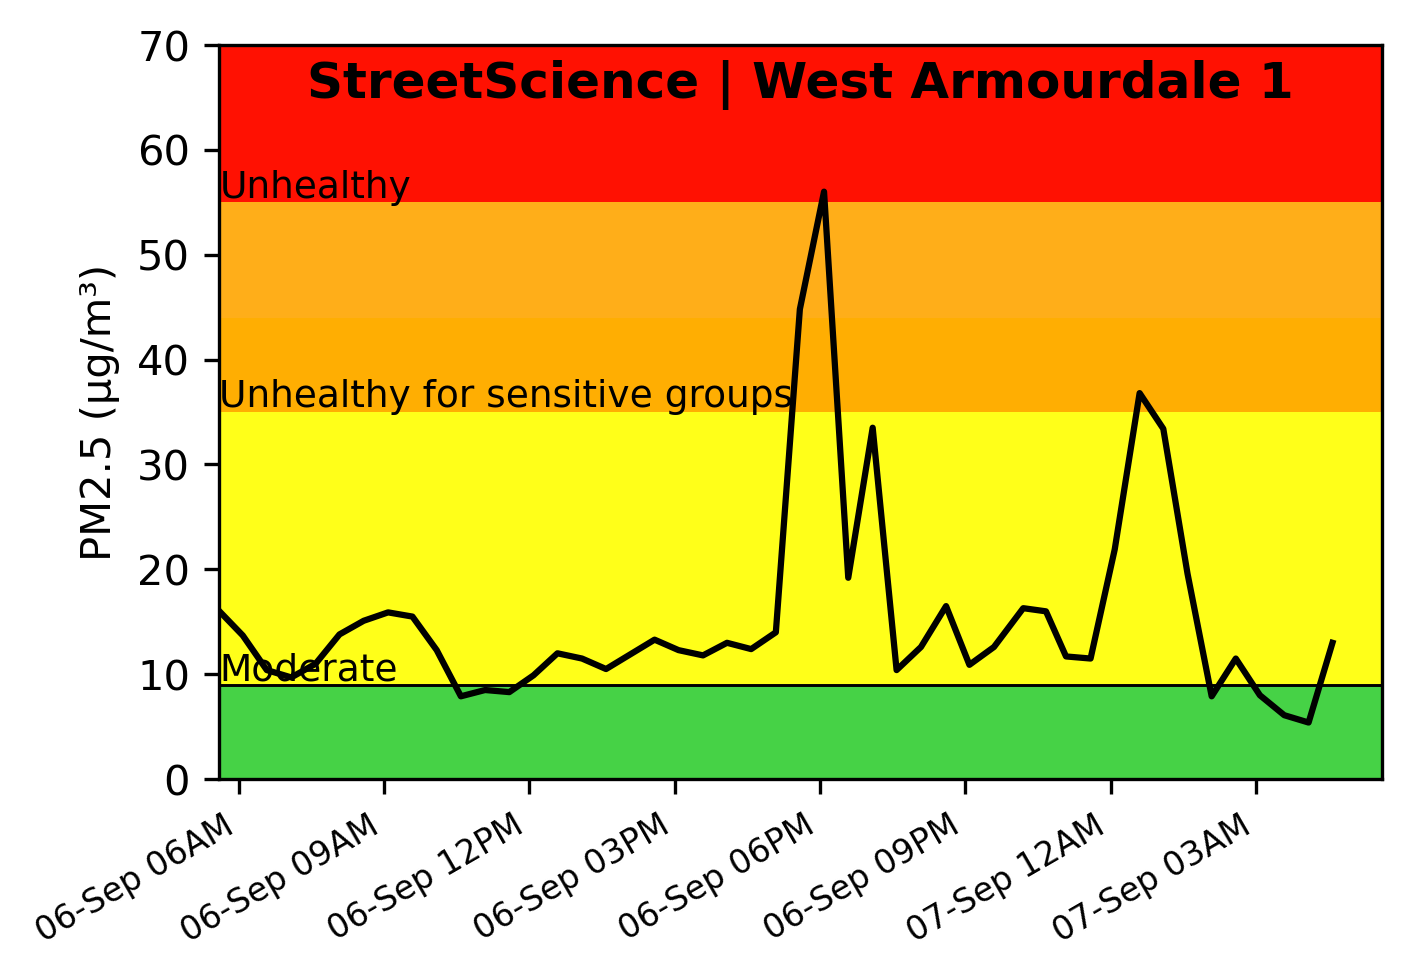 StreetScience | West Armourdale 1
PM2.5 (µg/m³)
70
60
50
40
30
20
10
0
Unhealthy
Unhealthy for sensitive groups
Moderate
06-Sep 06AM
06-Sep 09AM
06-Sep 12PM
06-Sep 03PM
06-Sep 06PM
06-Sep 09PM
07-Sep 12AM
07-Sep 03AM